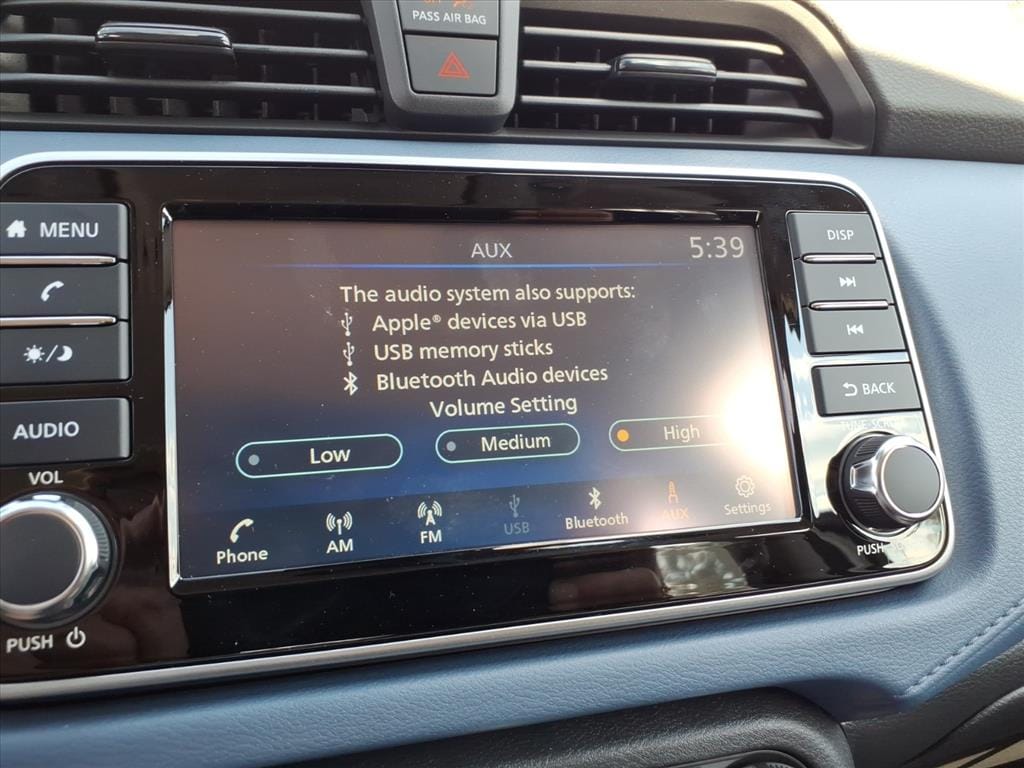 PASS AIR BAG
MENU
DISP
AUX
5:39
The audio system also supports:
Apple® devices via USB
USB memory sticks
Bluetooth Audio devices
Volume Setting
Low
Medium
High
BACK
AUDIO
VOL
TUNE·SCROLL
Phone
AM
FM
USB
Bluetooth
AUX
Settings
PUSH
PUSH